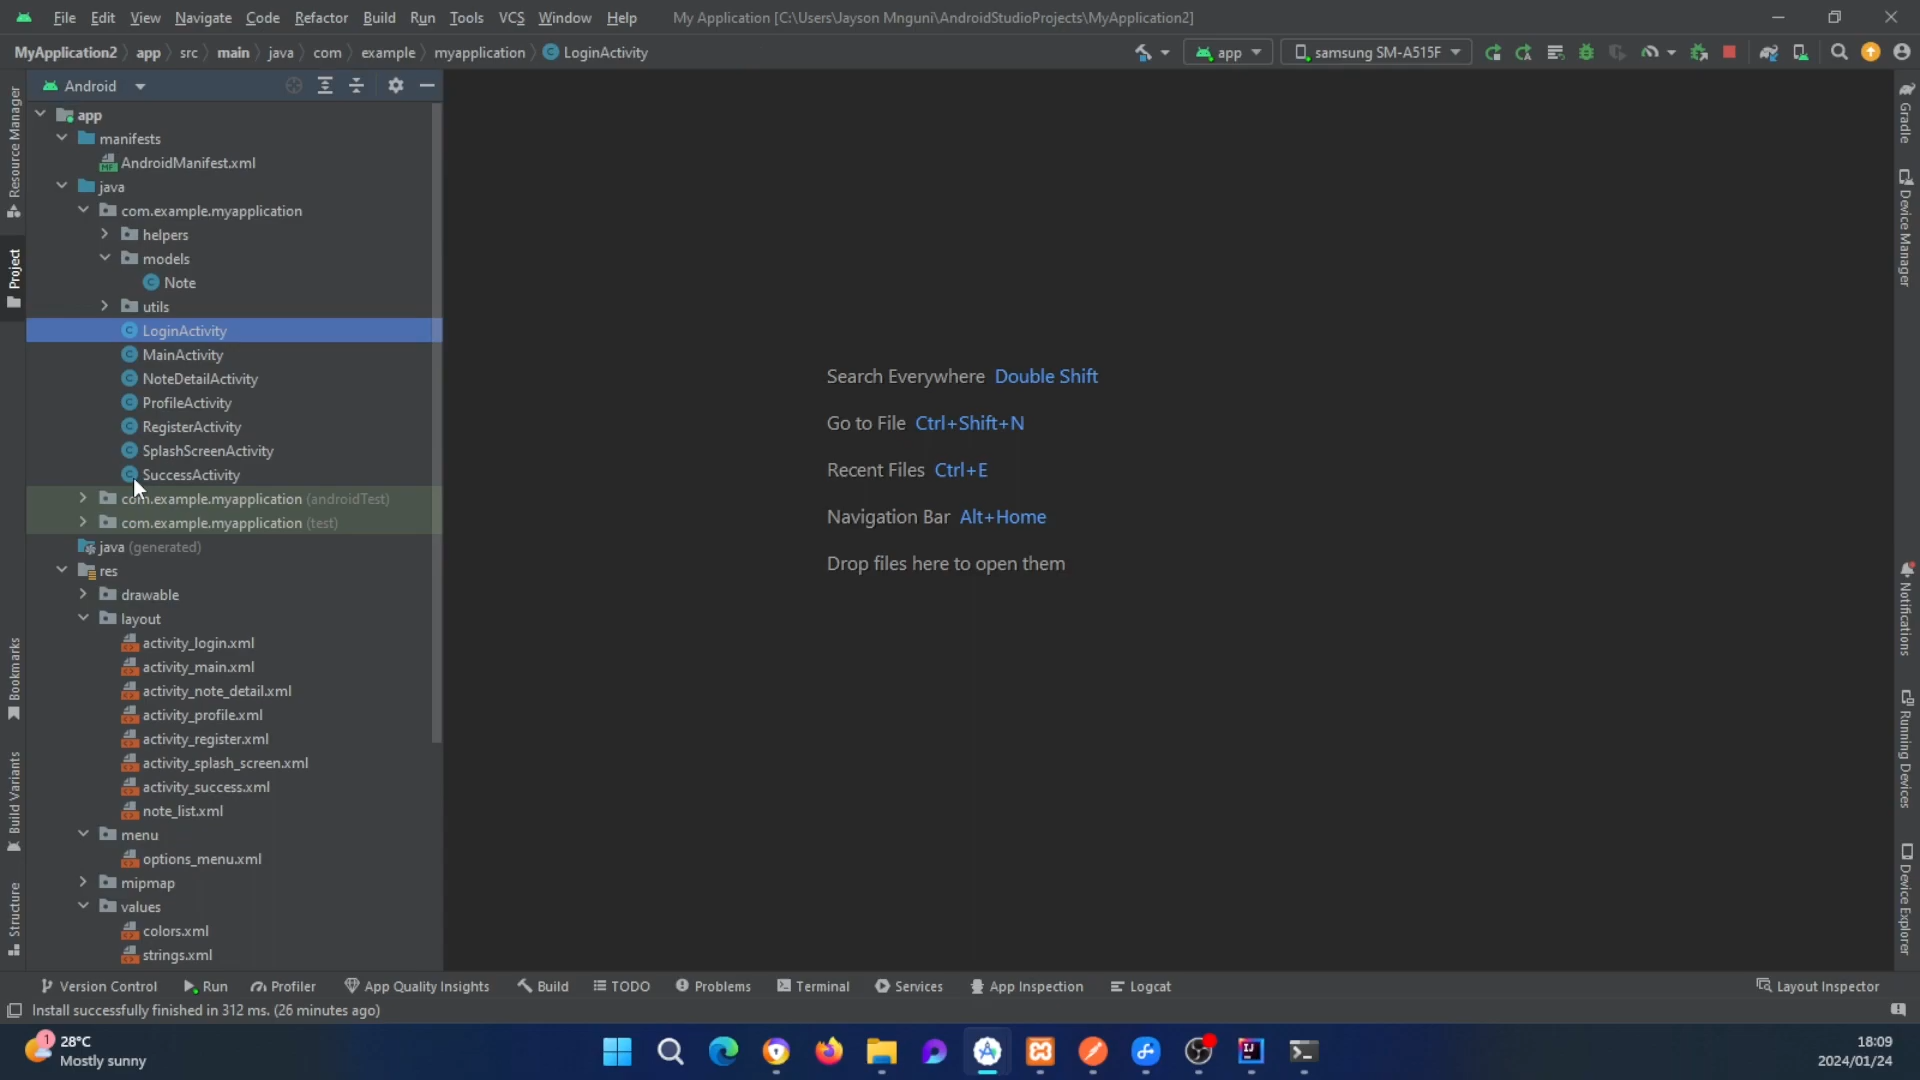 File Edit View Navigate Code Refactor Build Run Tools VCS Window Help My Application [C:\Users\Jayson Mnguni\AndroidStudioProjects\MyApplication2]
MyApplication2 app src main java com example myapplication LoginActivity app samsung SM-A515F
Android
app
manifests
AndroidManifest.xml
java
com.example.myapplication
helpers
models
Note
utils
LoginActivity
MainActivity
NoteDetailActivity
ProfileActivity
RegisterActivity
SplashScreenActivity
SuccessActivity
com.example.myapplication (androidTest)
com.example.myapplication (test)
java (generated)
res
drawable
layout
activity_login.xml
activity_main.xml
activity_note_detail.xml
activity_profile.xml
activity_register.xml
activity_splash_screen.xml
activity_success.xml
note_list.xml
menu
options_menu.xml
mipmap
values
colors.xml
strings.xml
Resource Manager
Project
Bookmarks
Build Variants
Structure
Search Everywhere Double Shift
Go to File Ctrl+Shift+N
Recent Files Ctrl+E
Navigation Bar Alt+Home
Drop files here to open them
Gradle
Device Manager
Notifications
Running Devices
Device Explorer
Version Control Run Profiler App Quality Insights Build TODO Problems Terminal Services App Inspection Logcat Layout Inspector
Install successfully finished in 312 ms. (26 minutes ago)
1
28°C
Mostly sunny
18:09
2024/01/24